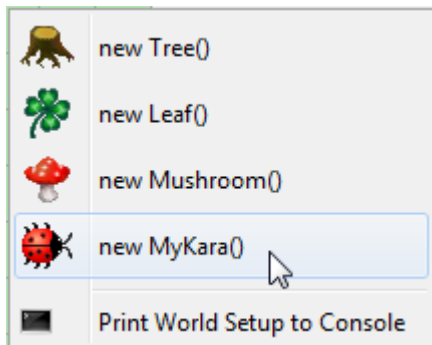 new Tree()
new Leaf()
new Mushroom()
new MyKara()
Print World Setup to Console